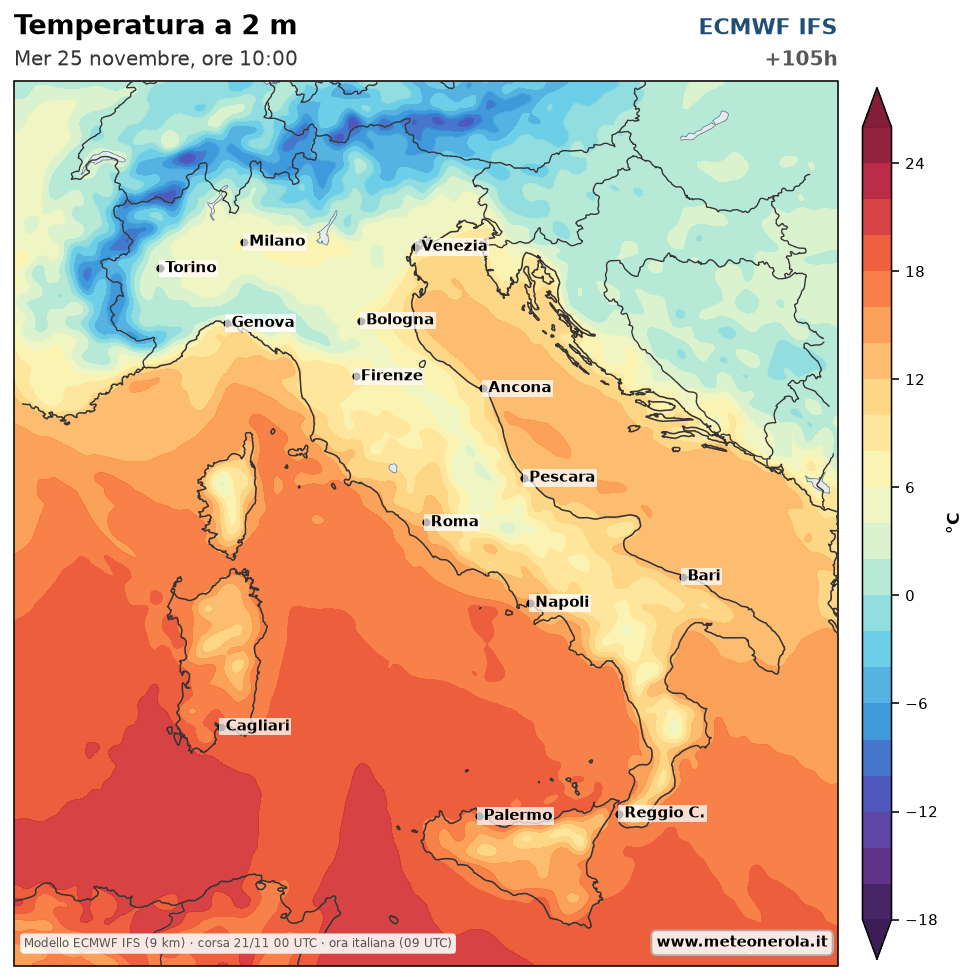 Temperatura a 2 m
ECMWF IFS
Mer 25 novembre, ore 10:00
+105h
24
18
12
6
0
−6
−12
−18
°C
Milano
Venezia
Torino
Genova
Bologna
Firenze
Ancona
Pescara
Roma
Bari
Napoli
Cagliari
Palermo
Reggio C.
Modello ECMWF IFS (9 km) · corsa 21/11 00 UTC · ora italiana (09 UTC)
www.meteonerola.it